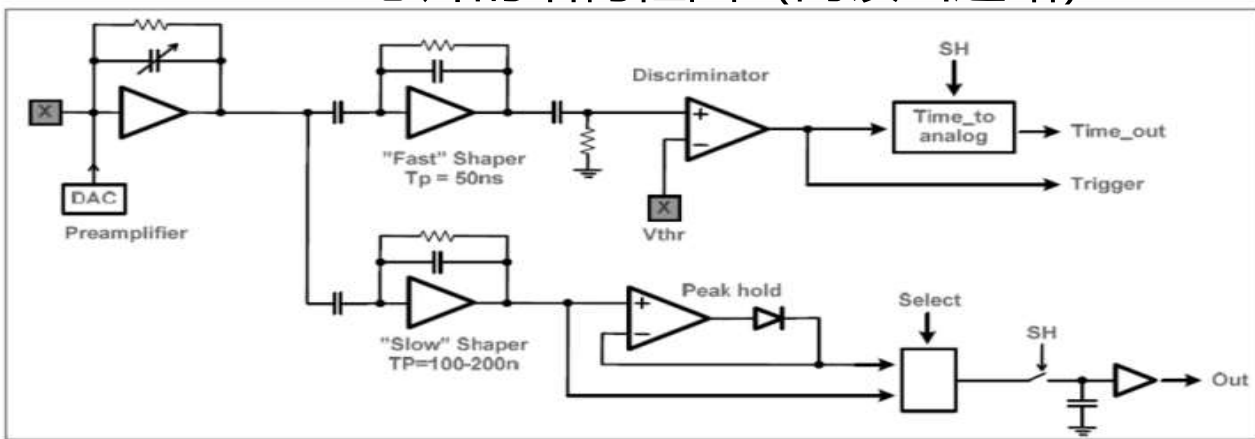 SH
Discriminator
X
Time_to
analog
Time_out
"Fast" Shaper
Tp = 50ns
DAC
X
Trigger
Preamplifier
Vthr
Peak hold
Select
SH
"Slow" Shaper
TP=100-200n
Out